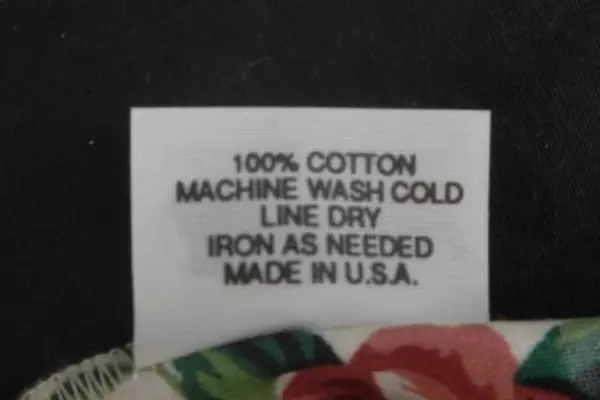 100% COTTON
MACHINE WASH COLD
LINE DRY
IRON AS NEEDED
MADE IN U.S.A.